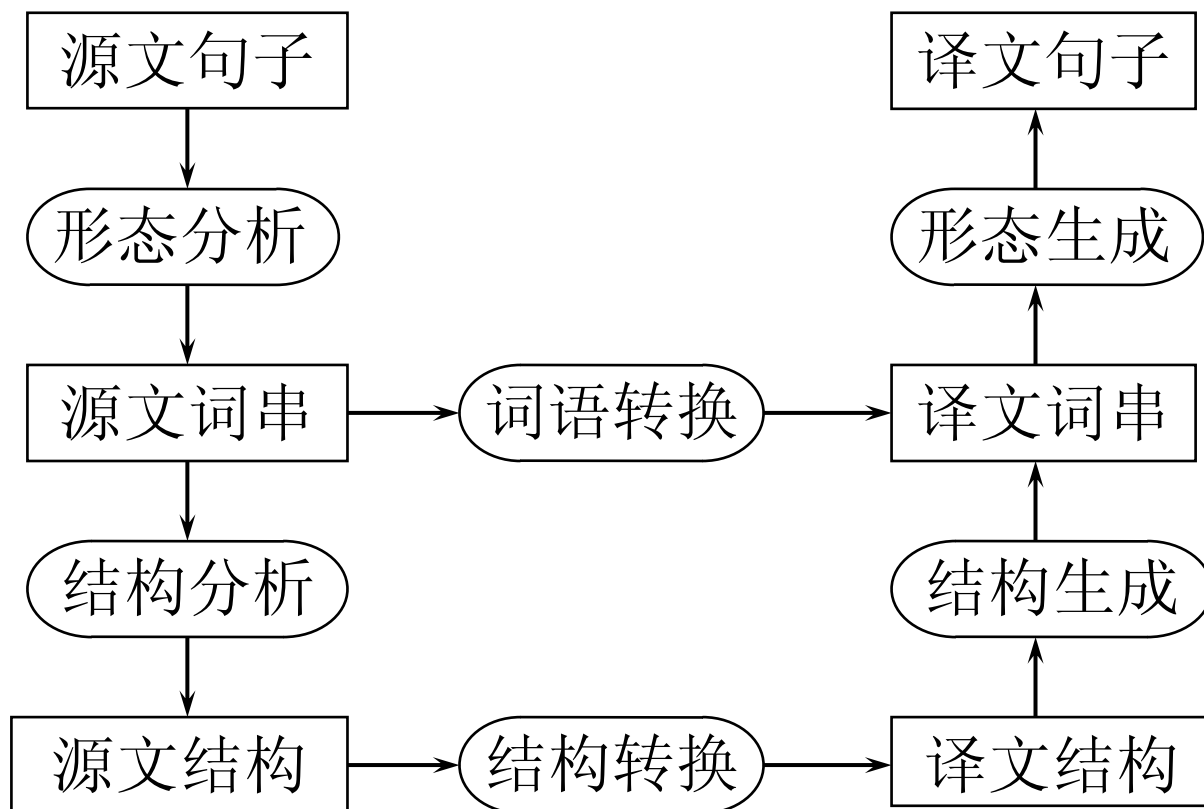 源文句子
译文句子
形态分析
形态生成
源文词串
词语转换
译文词串
结构分析
结构生成
源文结构
结构转换
译文结构